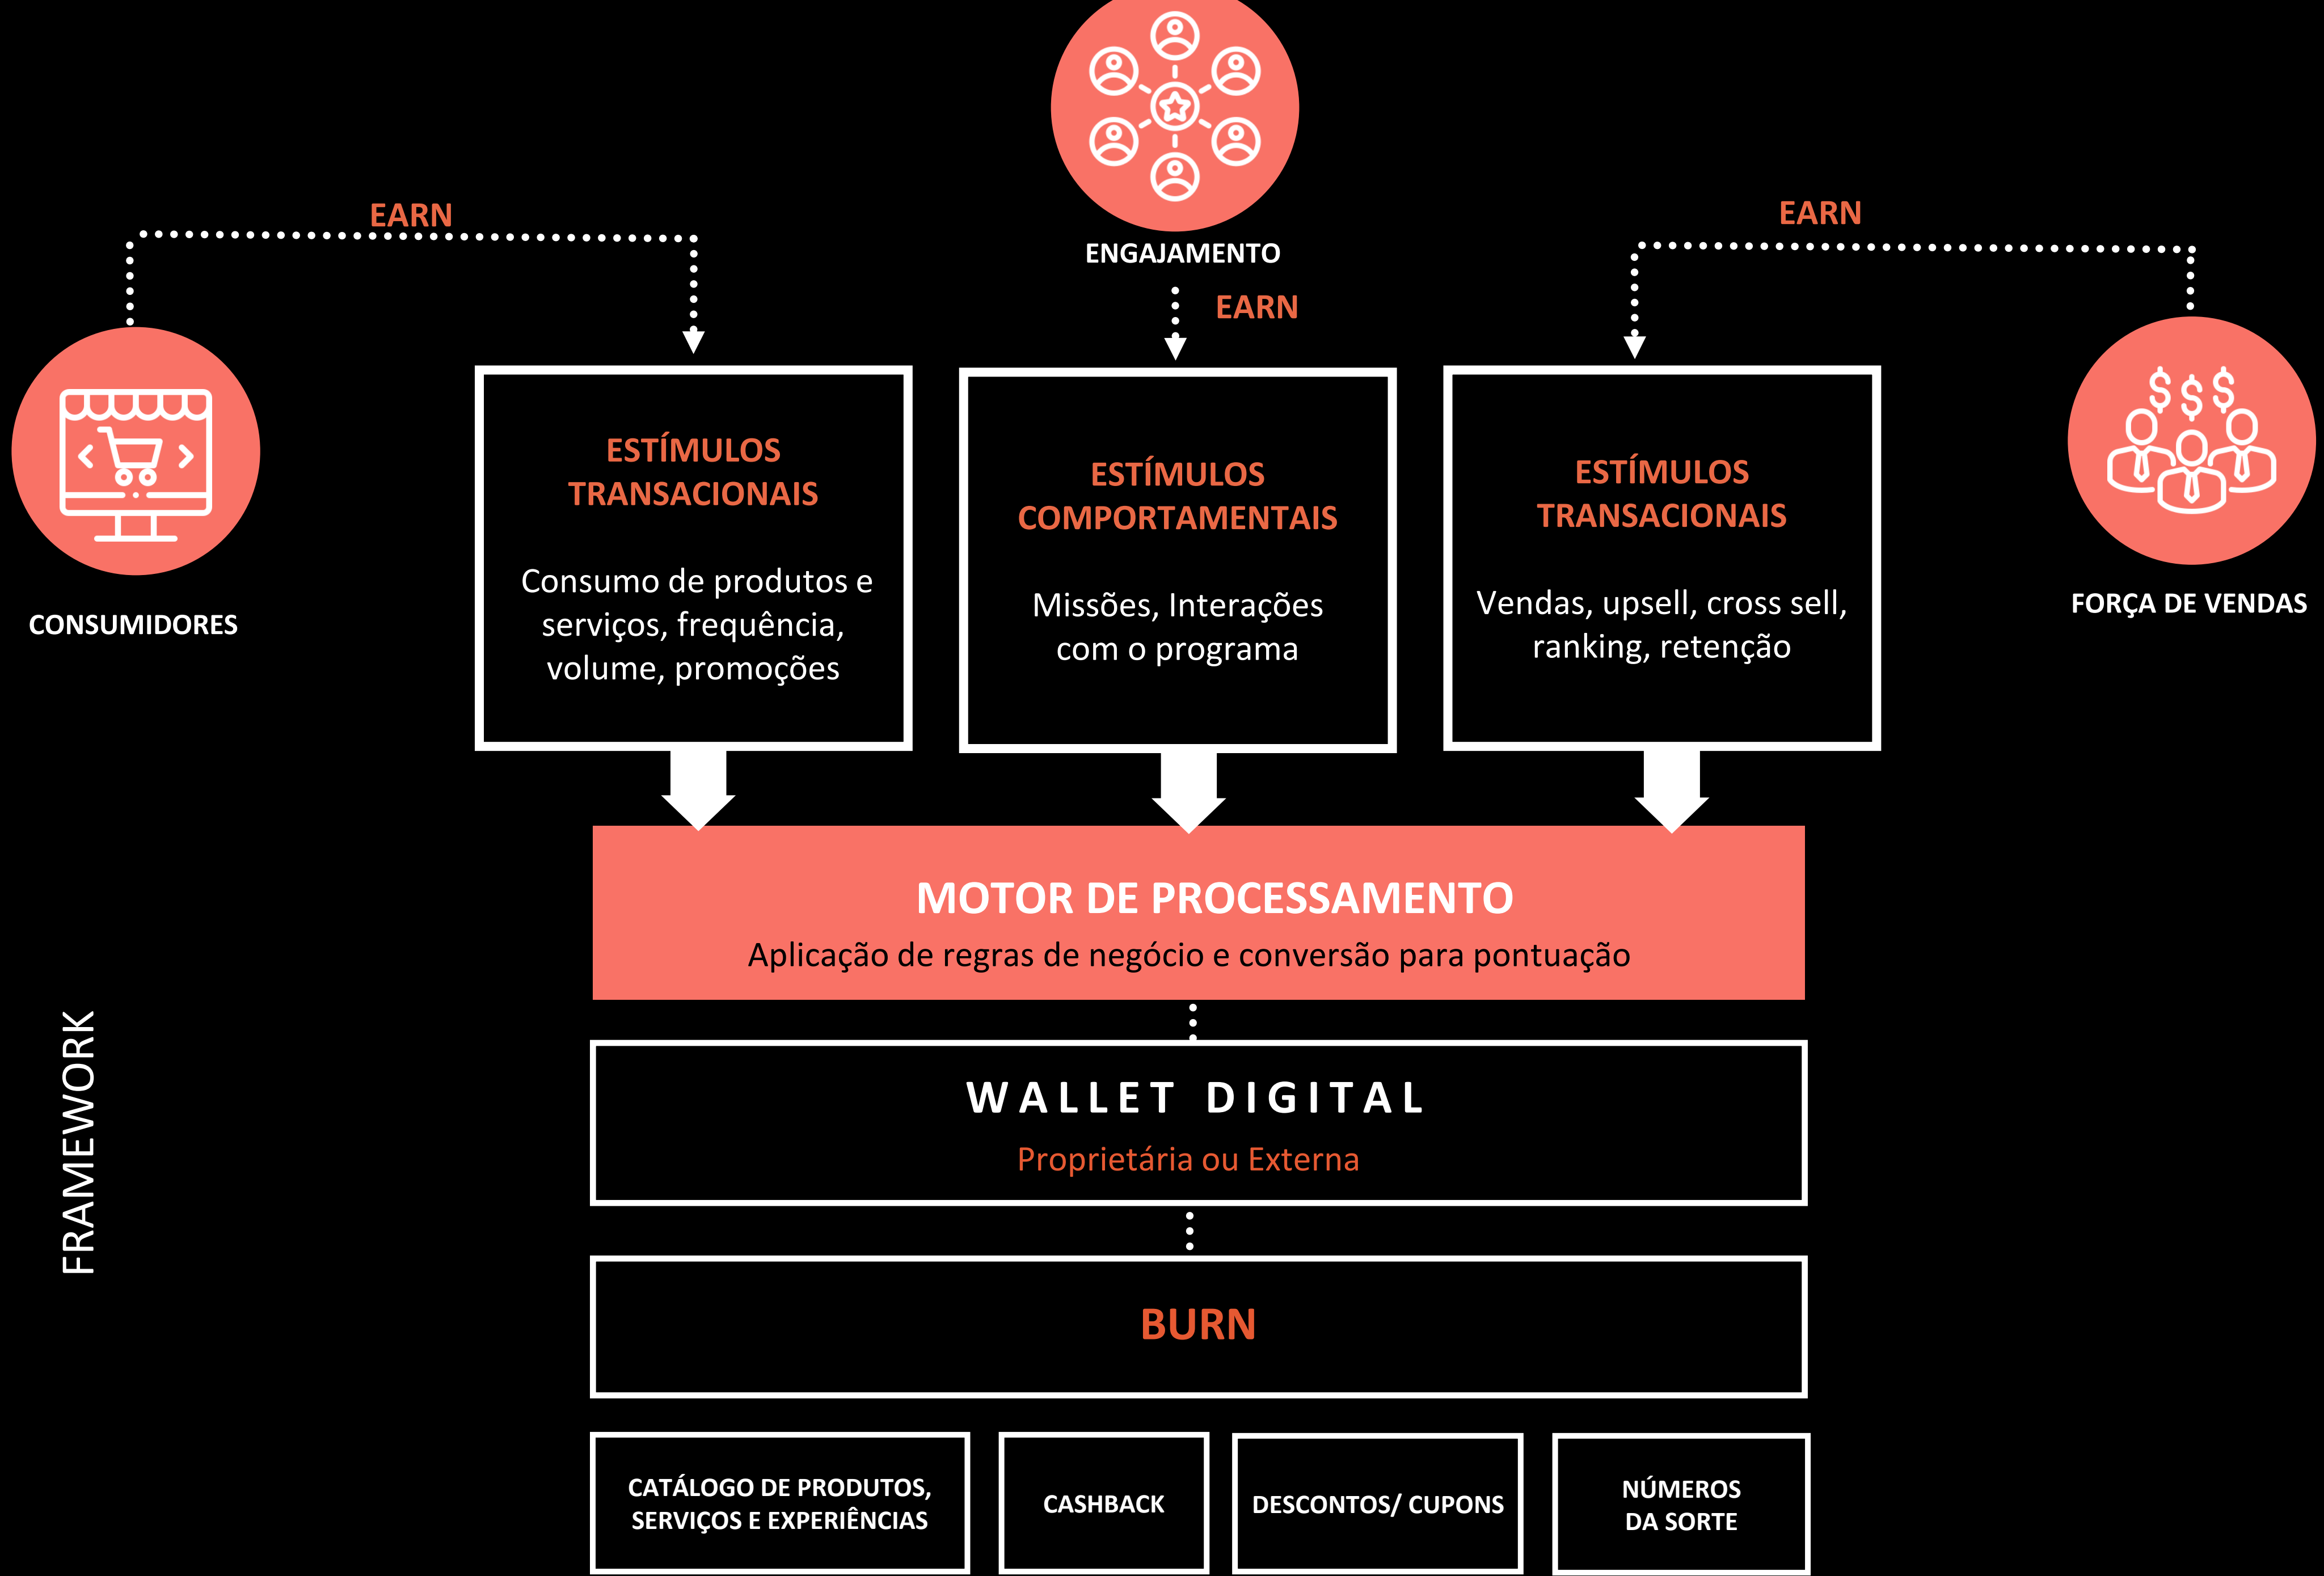 ENGAJAMENTO
EARN
EARN
EARN
CONSUMIDORES
ESTÍMULOS
TRANSACIONAIS
Consumo de produtos e
serviços, frequência,
volume, promoções
ESTÍMULOS
COMPORTAMENTAIS
Missões, Interações
com o programa
ESTÍMULOS
TRANSACIONAIS
Vendas, upsell, cross sell,
ranking, retenção
FORÇA DE VENDAS
MOTOR DE PROCESSAMENTO
Aplicação de regras de negócio e conversão para pontuação
FRAMEWORK
WALLET DIGITAL
Proprietária ou Externa
BURN
CATÁLOGO DE PRODUTOS,
SERVIÇOS E EXPERIÊNCIAS
CASHBACK
DESCONTOS/ CUPONS
NÚMEROS
DA SORTE